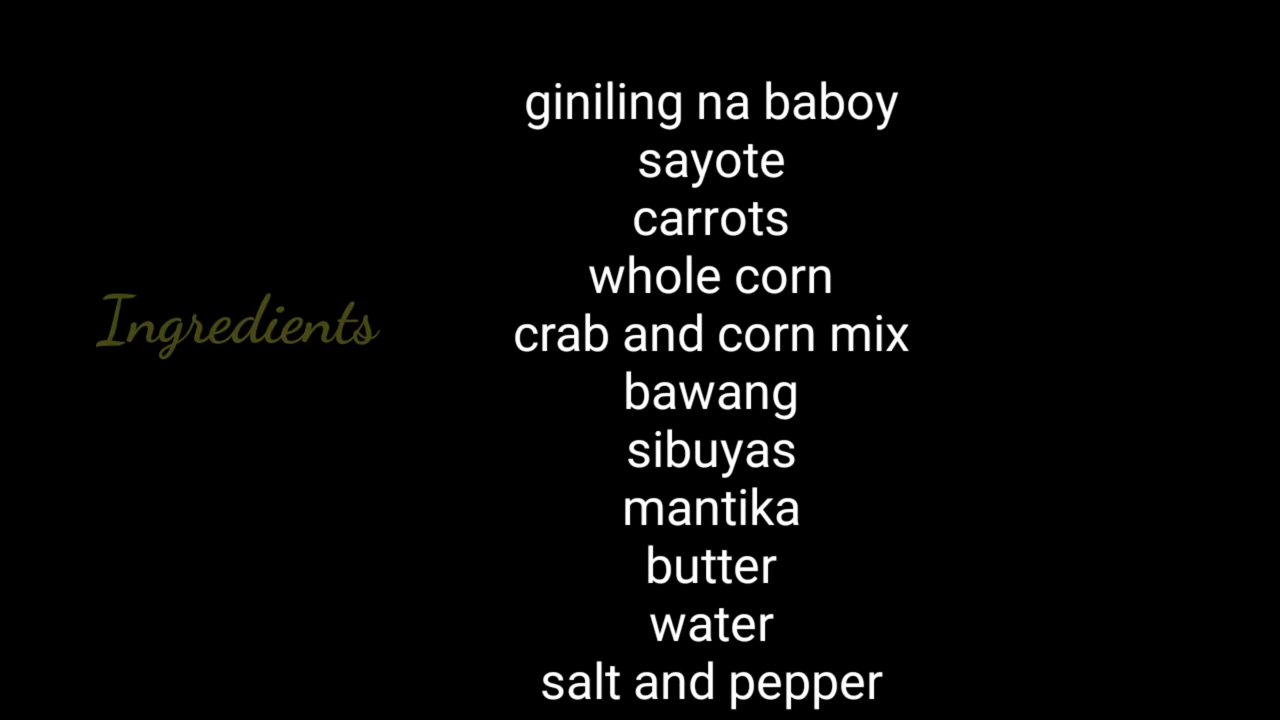 Ingredients
giniling na baboy
sayote
carrots
whole corn
crab and corn mix
bawang
sibuyas
mantika
butter
water
salt and pepper